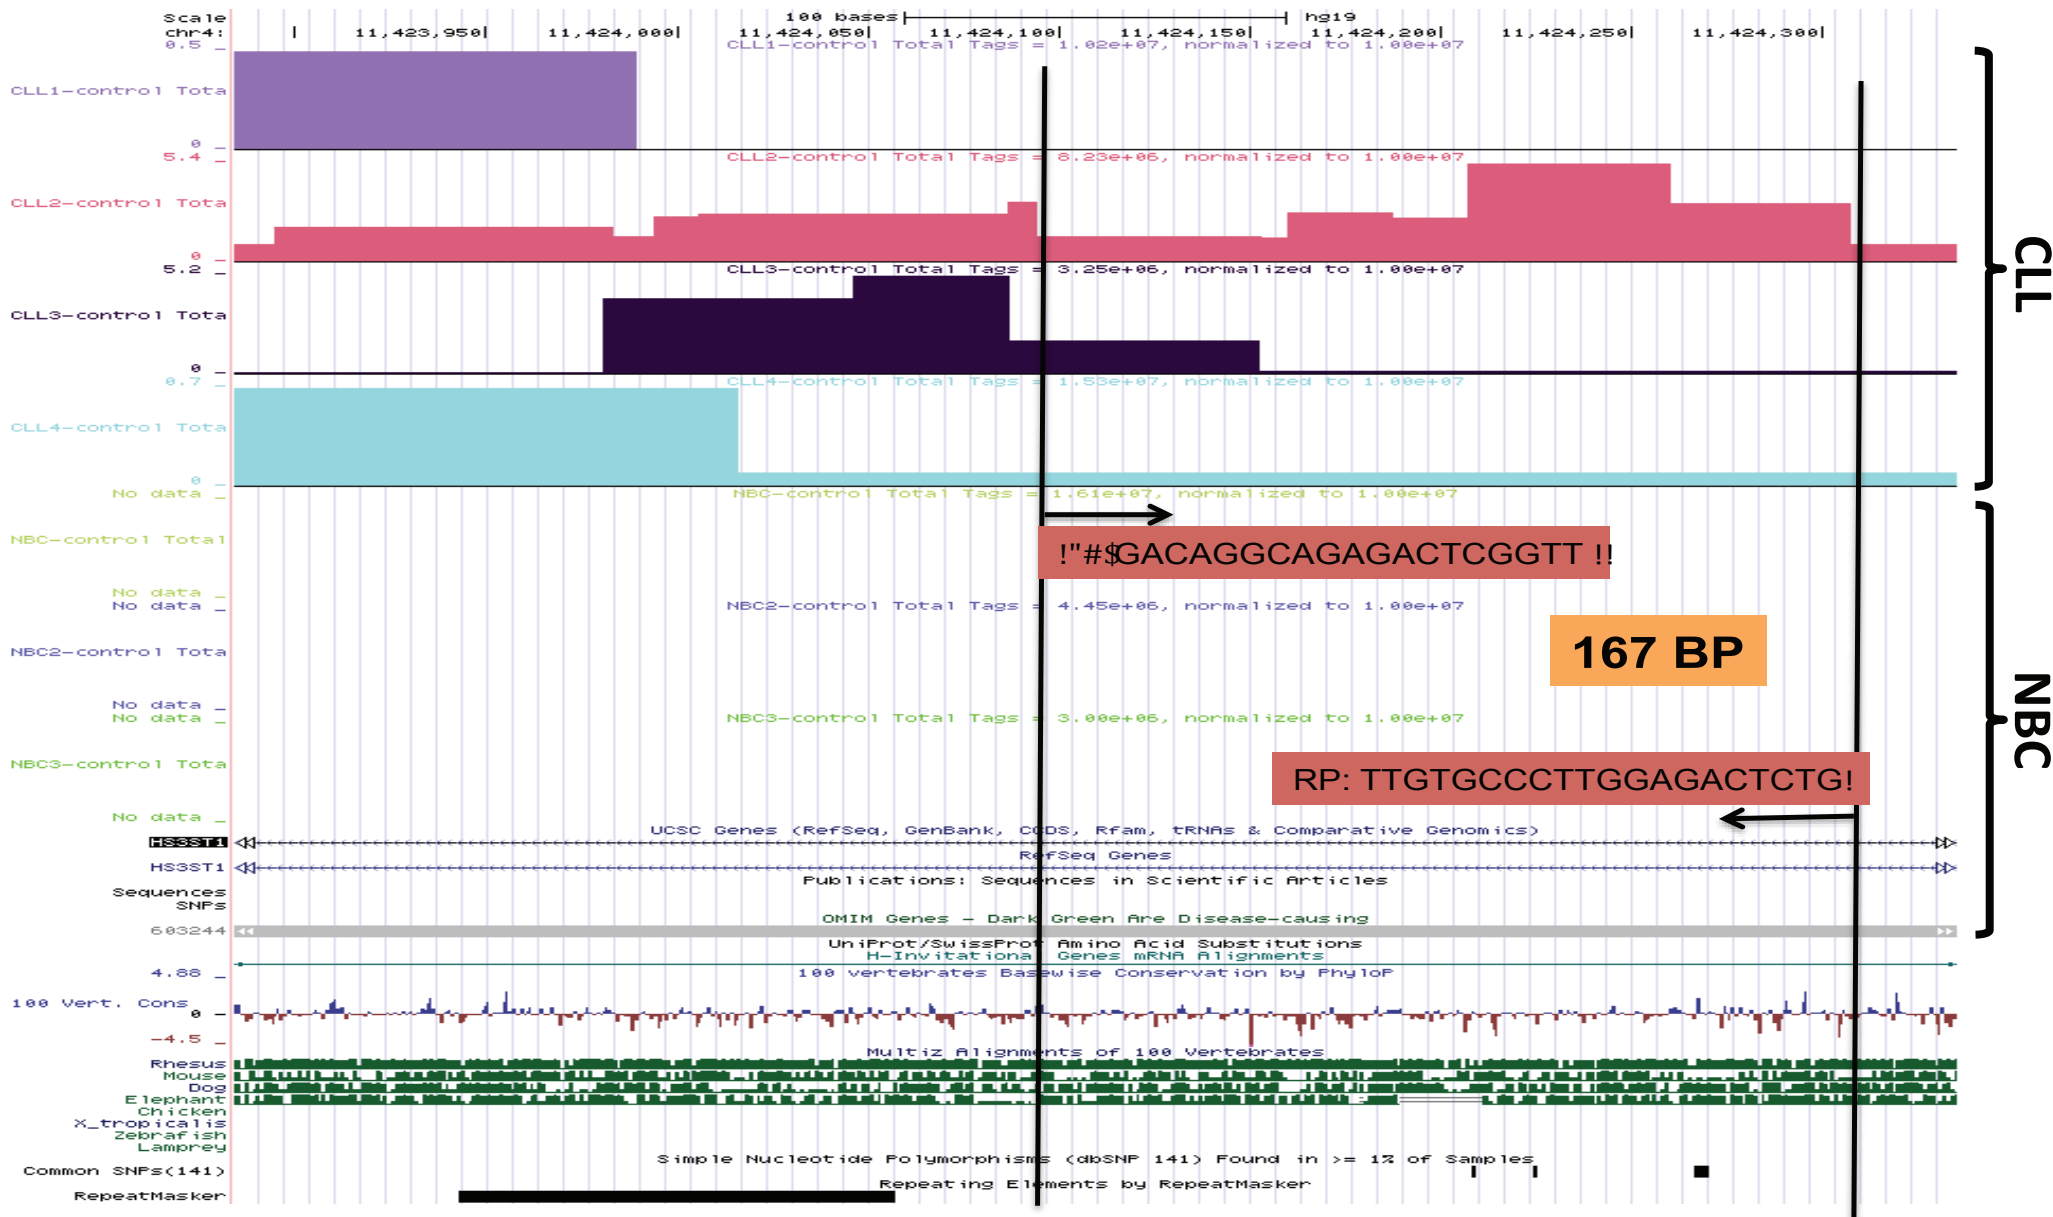 Scale 100 bases hg19
chr4: | 11,423,950| 11,424,000| 11,424,050| 11,424,100| 11,424,150| 11,424,200| 11,424,250| 11,424,300|
0.5 _ CLL1-control Total Tags = 1.02e+07, normalized to 1.00e+07
CLL1-control Tota
0 _
5.4 _ CLL2-control Total Tags = 8.23e+06, normalized to 1.00e+07
CLL2-control Tota
0 _
5.2 _ CLL3-control Total Tags = 3.25e+06, normalized to 1.00e+07
CLL3-control Tota
0 _
0.7 _ CLL4-control Total Tags = 1.53e+07, normalized to 1.00e+07
CLL4-control Tota
0 _
CLL
No data _ NBC-control Total Tags = 1.61e+07, normalized to 1.00e+07
NBC-control Total
!"#$GACAGGCAGAGACTCGGTT !!
No data _
No data _ NBC2-control Total Tags = 4.45e+06, normalized to 1.00e+07
NBC2-control Tota
167 BP
No data _
No data _ NBC3-control Total Tags = 3.00e+06, normalized to 1.00e+07
NBC
NBC3-control Tota
RP: TTGTGCCCTTGGAGACTCTG!
No data _
UCSC Genes (RefSeq, GenBank, CCDS, Rfam, tRNAs & Comparative Genomics)
HS3ST1
RefSeq Genes
HS3ST1
Publications: Sequences in Scientific Articles
Sequences
SNPs
OMIM Genes - Dark Green Are Disease-causing
603244
UniProt/SwissProt Amino Acid Substitutions
H-Invitational Genes mRNA Alignments
4.88 _ 100 vertebrates Basewise Conservation by PhyloP
100 Vert. Cons
0 _
-4.5 _
Multiz Alignments of 100 Vertebrates
Rhesus
Mouse
Dog
Elephant
Chicken
X_tropicalis
Zebrafish
Lamprey
Simple Nucleotide Polymorphisms (dbSNP 141) Found in >= 1% of Samples
Common SNPs(141)
Repeating Elements by RepeatMasker
RepeatMasker